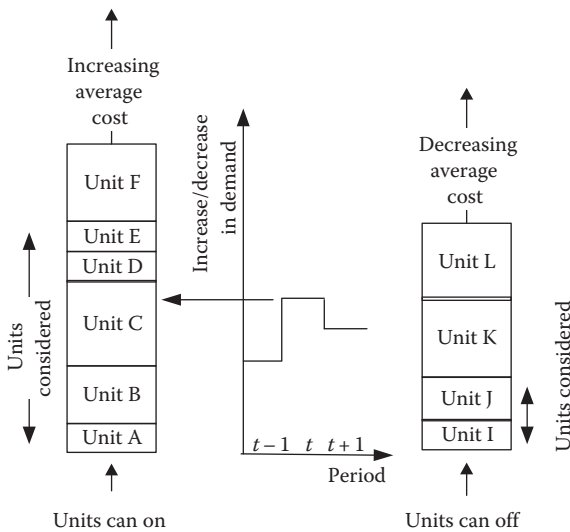 Increasing
average
cost
Unit F
Unit E
Unit D
Unit C
Unit B
Unit A
Units
considered
Units can on
Increase/decrease
in demand
t – 1 t t + 1
Period
Decreasing
average
cost
Unit L
Unit K
Unit J
Unit I
Units considered
Units can off